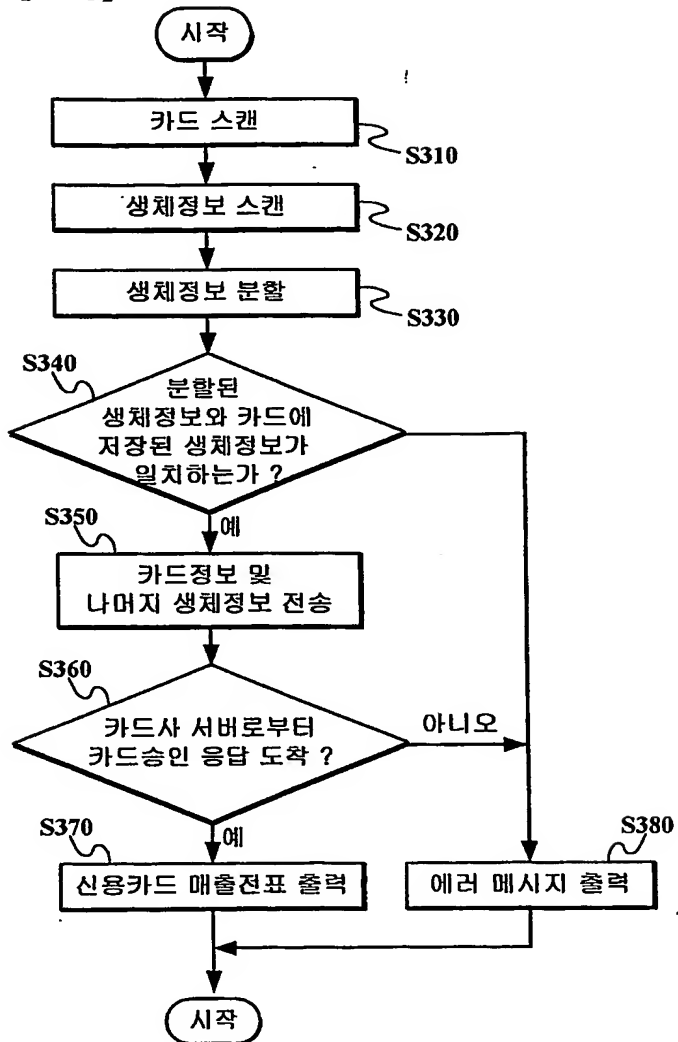 시작
카드 스캔
S310
생체정보 스캔
S320
생체정보 분할
S330
S340
분할된
생체정보와 카드에
저장된 생체정보가
일치하는가 ?
예
S350
카드정보 및
나머지 생체정보 전송
S360
카드사 서버로부터
카드승인 응답 도착 ?
아니오
예
S370
신용카드 매출전표 출력
S380
에러 메시지 출력
시작